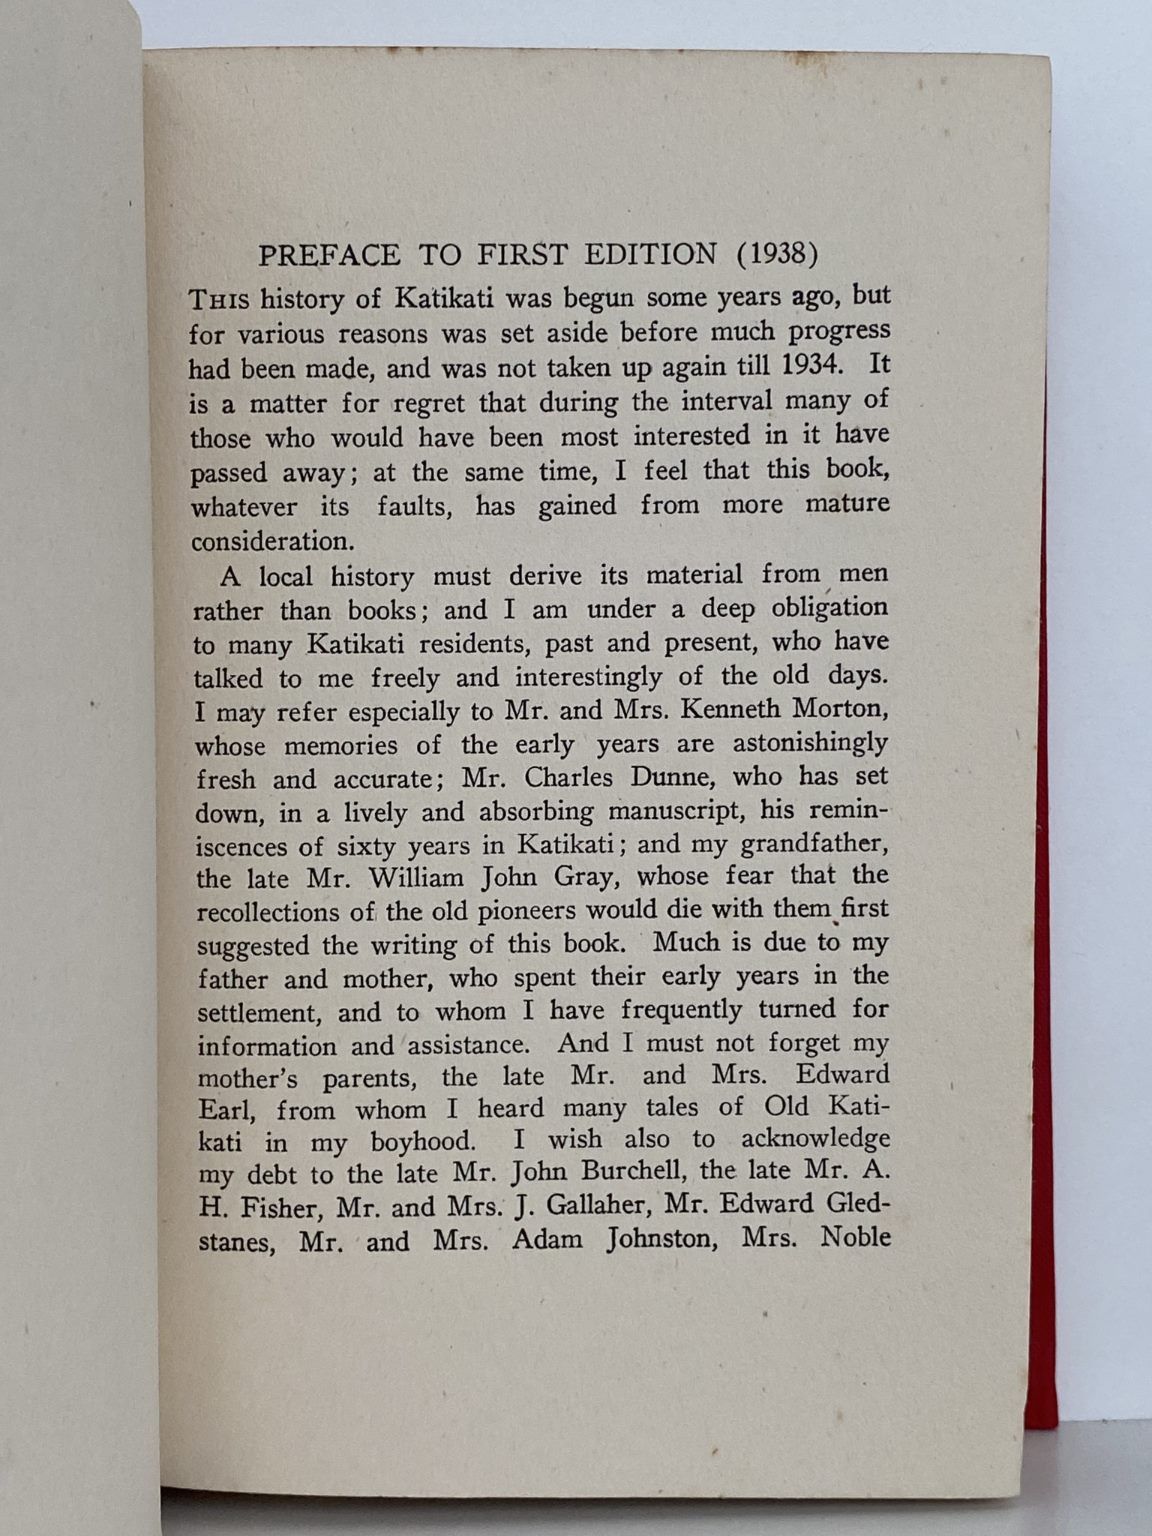 PREFACE TO FIRST EDITION (1938)
THIS history of Katikati was begun some years ago, but
for various reasons was set aside before much progress
had been made, and was not taken up again till 1934. It
is a matter for regret that during the interval many of
those who would have been most interested in it have
passed away; at the same time, I feel that this book,
whatever its faults, has gained from more mature
consideration.
A local history must derive its material from men
rather than books; and I am under a deep obligation
to many Katikati residents, past and present, who have
talked to me freely and interestingly of the old days.
I may refer especially to Mr. and Mrs. Kenneth Morton,
whose memories of the early years are astonishingly
fresh and accurate; Mr. Charles Dunne, who has set
down, in a lively and absorbing manuscript, his remin-
iscences of sixty years in Katikati; and my grandfather,
the late Mr. William John Gray, whose fear that the
recollections of the old pioneers would die with them first
suggested the writing of this book. Much is due to my
father and mother, who spent their early years in the
settlement, and to whom I have frequently turned for
information and assistance. And I must not forget my
mother's parents, the late Mr. and Mrs. Edward
Earl, from whom I heard many tales of Old Kati-
kati in my boyhood. I wish also to acknowledge
my debt to the late Mr. John Burchell, the late Mr. A.
H. Fisher, Mr. and Mrs. J. Gallaher, Mr. Edward Gled-
stanes, Mr. and Mrs. Adam Johnston, Mrs. Noble